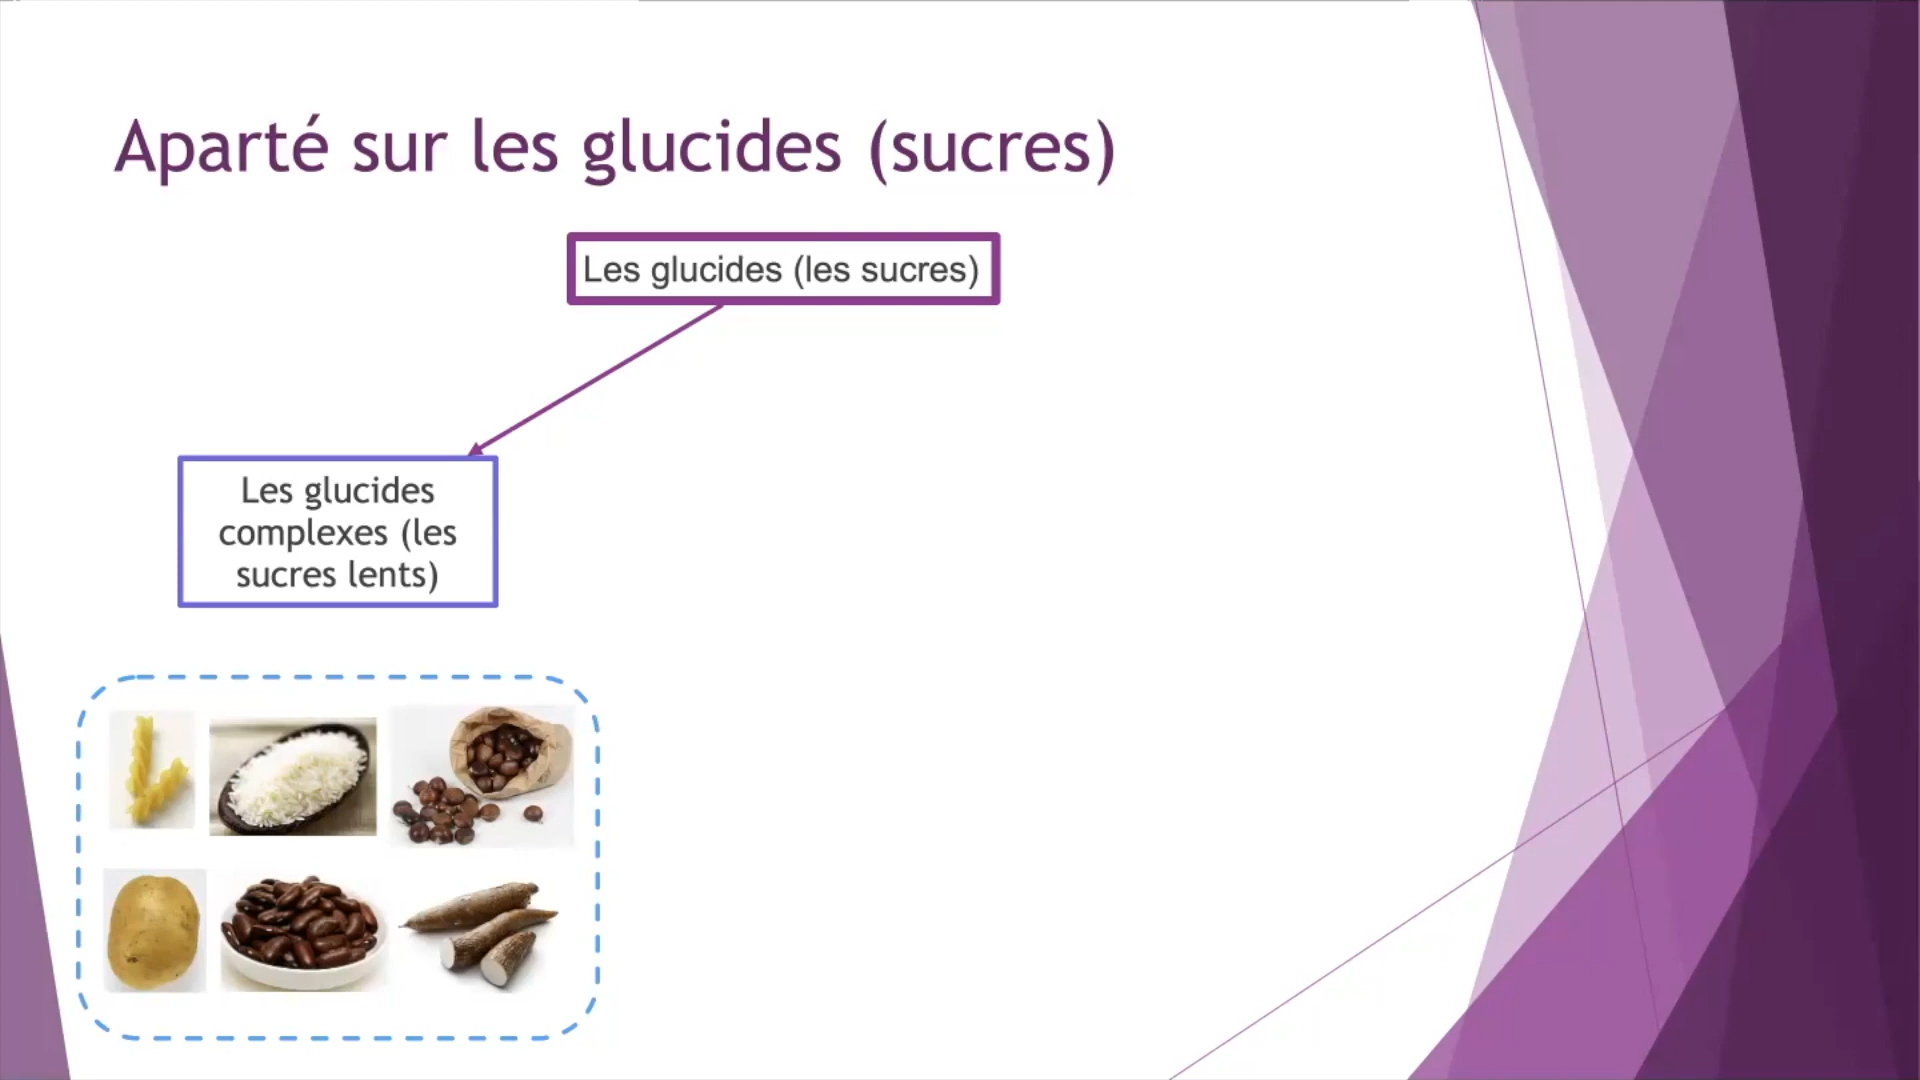 Aparté sur les glucides (sucres)
Les glucides (les sucres)
Les glucides
complexes (les
sucres lents)